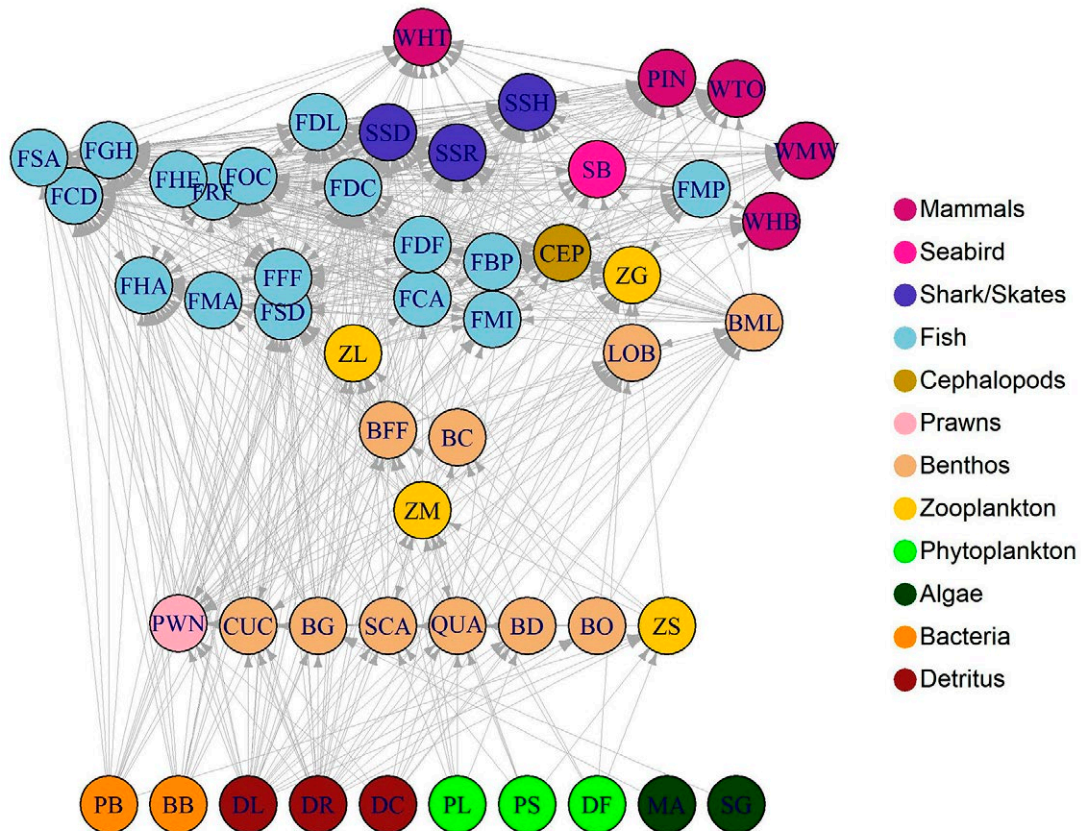 WHT
PIN
WTO
SSH
FDL
SSD
SSR
FSA
FGH
FCD
FHE
FRF
FOC
FDC
SB
FMP
WMW
WHB
FDF
FBP
CEP
ZG
FHA
FMA
FFF
FSD
FCA
FMI
BML
ZL
LOB
BFF
BC
ZM
PWN
CUC
BG
SCA
QUA
BD
BO
ZS
PB
BB
DL
DR
DC
PL
PS
DF
MA
SG
Mammals
Seabird
Shark/Skates
Fish
Cephalopods
Prawns
Benthos
Zooplankton
Phytoplankton
Algae
Bacteria
Detritus